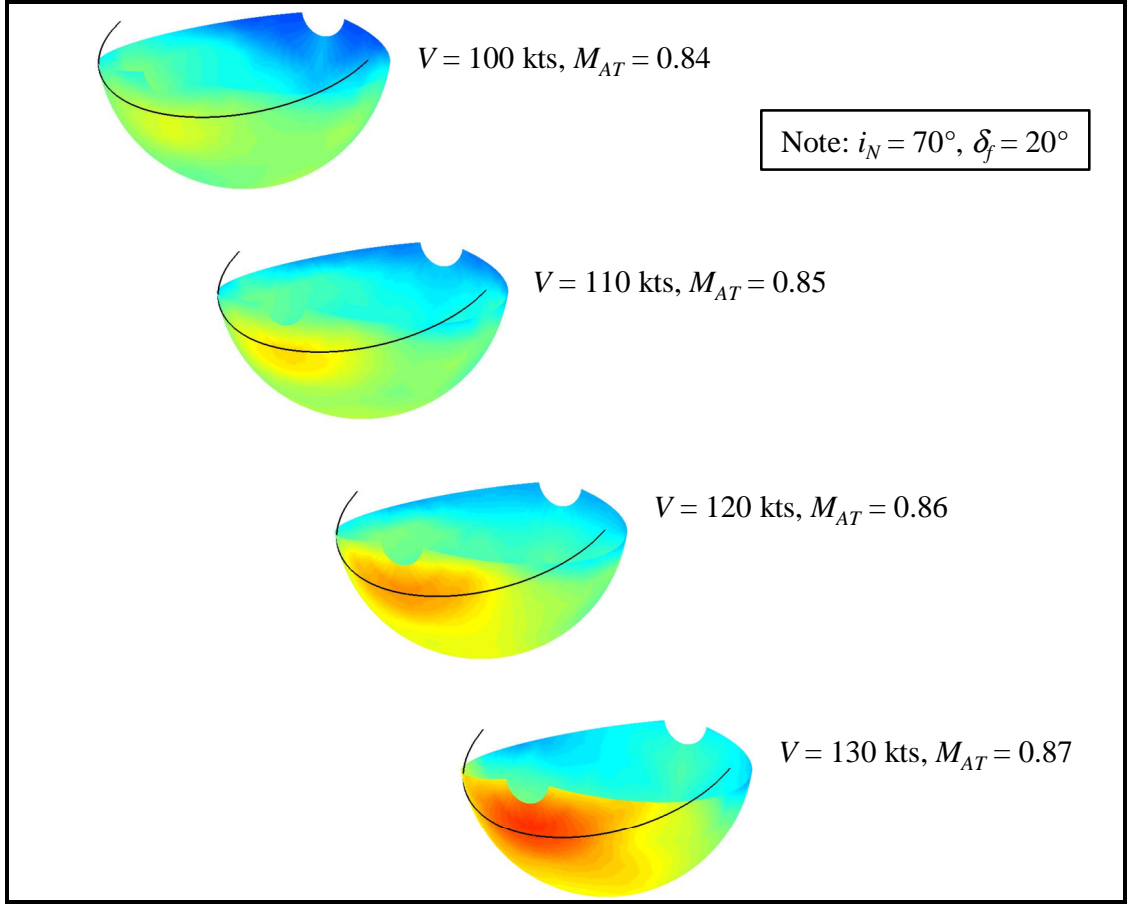 V = 100 kts, M_AT = 0.84
Note: i_N = 70°, δ_f = 20°
V = 110 kts, M_AT = 0.85
V = 120 kts, M_AT = 0.86
V = 130 kts, M_AT = 0.87